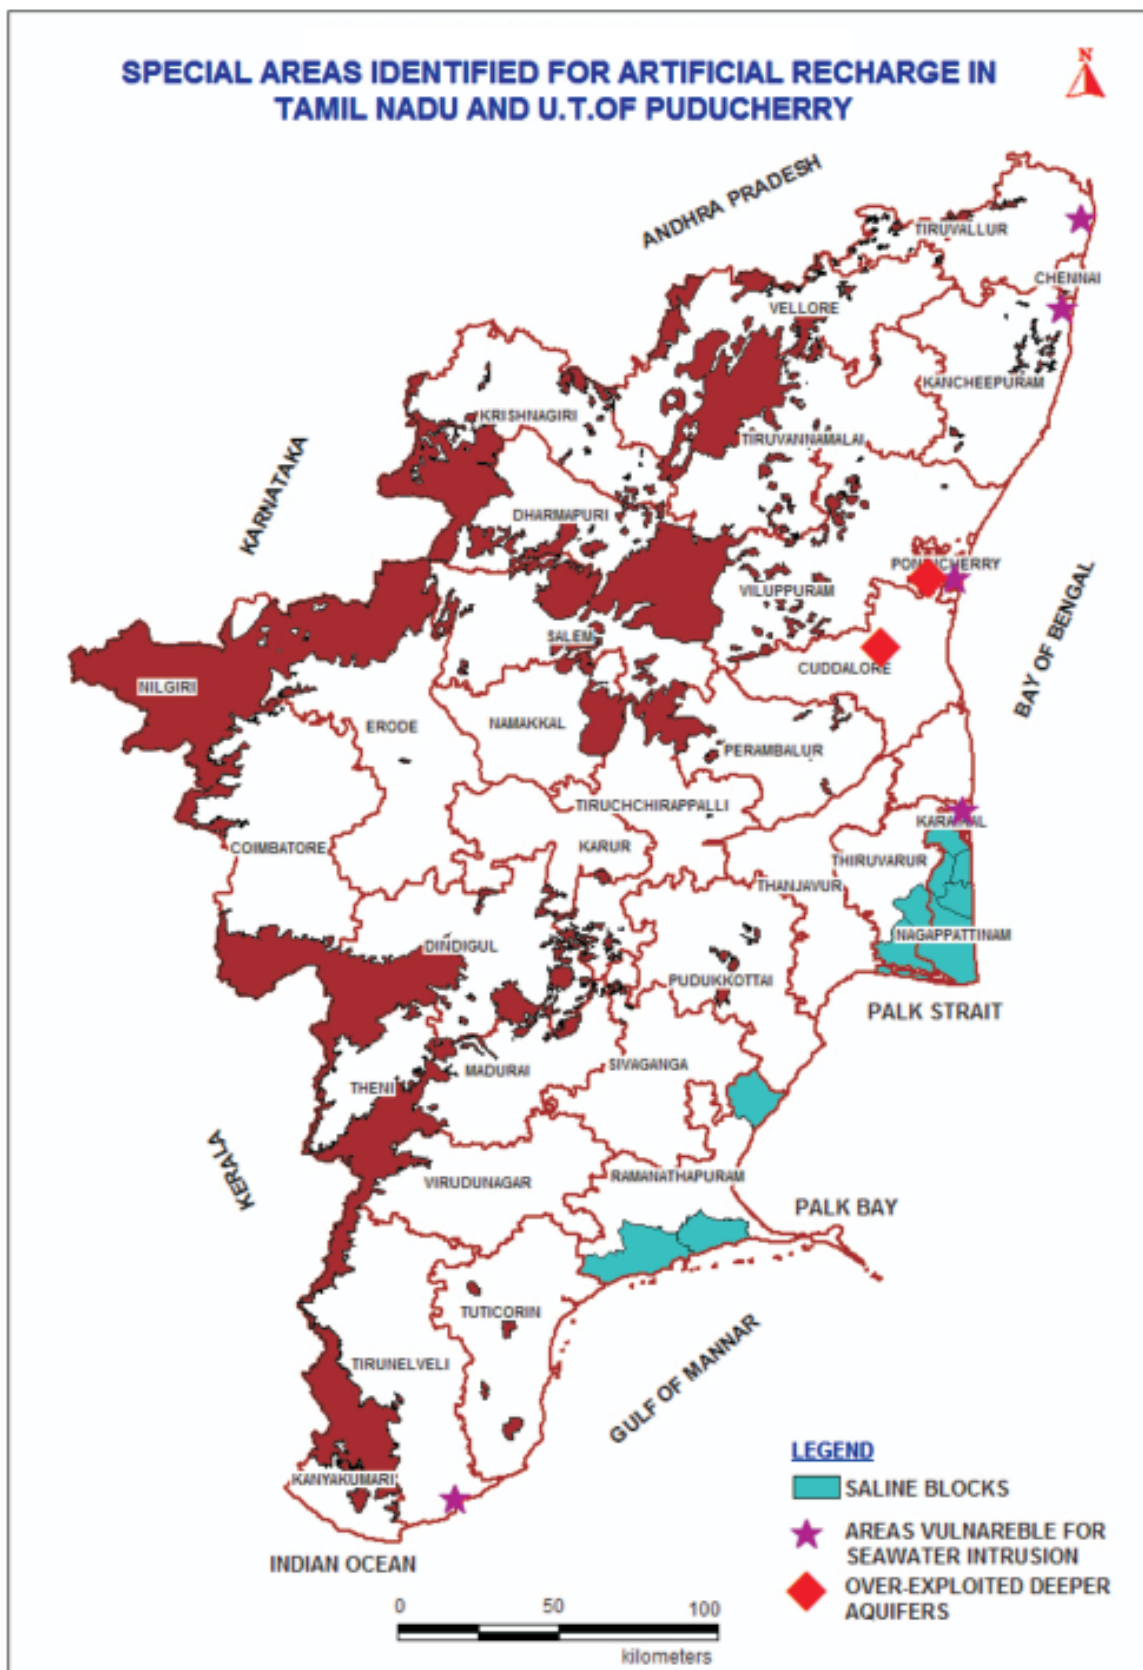 SPECIAL AREAS IDENTIFIED FOR ARTIFICIAL RECHARGE IN
TAMIL NADU AND U.T.OF PUDUCHERRY
N
ANDHRA PRADESH
TIRUVALLUR
CHENNAI
VELLORE
KANCHEEPURAM
KRISHNAGIRI
TIRUVANNAMALAI
KARNATAKA
DHARMAPURI
PONDICHERRY
VILUPPURAM
BAY OF BENGAL
SALEM
CUDDALORE
NILGIRI
ERODE
NAMAKKAL
PERAMBALUR
TIRUCHCHIRAPPALLI
KARAIKAL
COIMBATORE
KARUR
THIRUVARUR
THANJAVUR
NAGAPPATTINAM
DINDIGUL
PUDUKKOTTAI
PALK STRAIT
SIVAGANGA
MADURAI
THENI
KERALA
VIRUDUNAGAR
RAMANATHAPURAM
PALK BAY
TUTICORIN
TIRUNELVELI
GULF OF MANNAR
KANYAKUMARI
INDIAN OCEAN
LEGEND
SALINE BLOCKS
AREAS VULNAREBLE FOR
SEAWATER INTRUSION
OVER-EXPLOITED DEEPER
AQUIFERS
0 50 100
kilometers